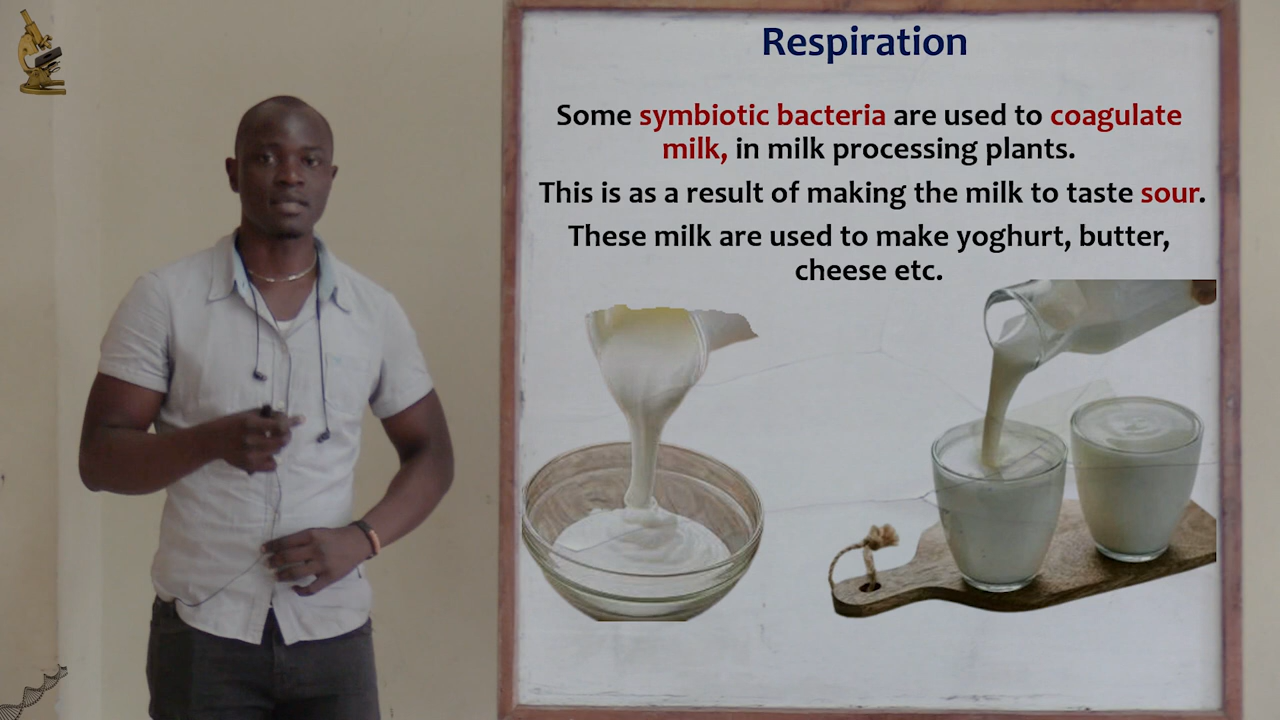 Respiration
Some symbiotic bacteria are used to coagulate
milk, in milk processing plants.
This is as a result of making the milk to taste sour.
These milk are used to make yoghurt, butter,
cheese etc.